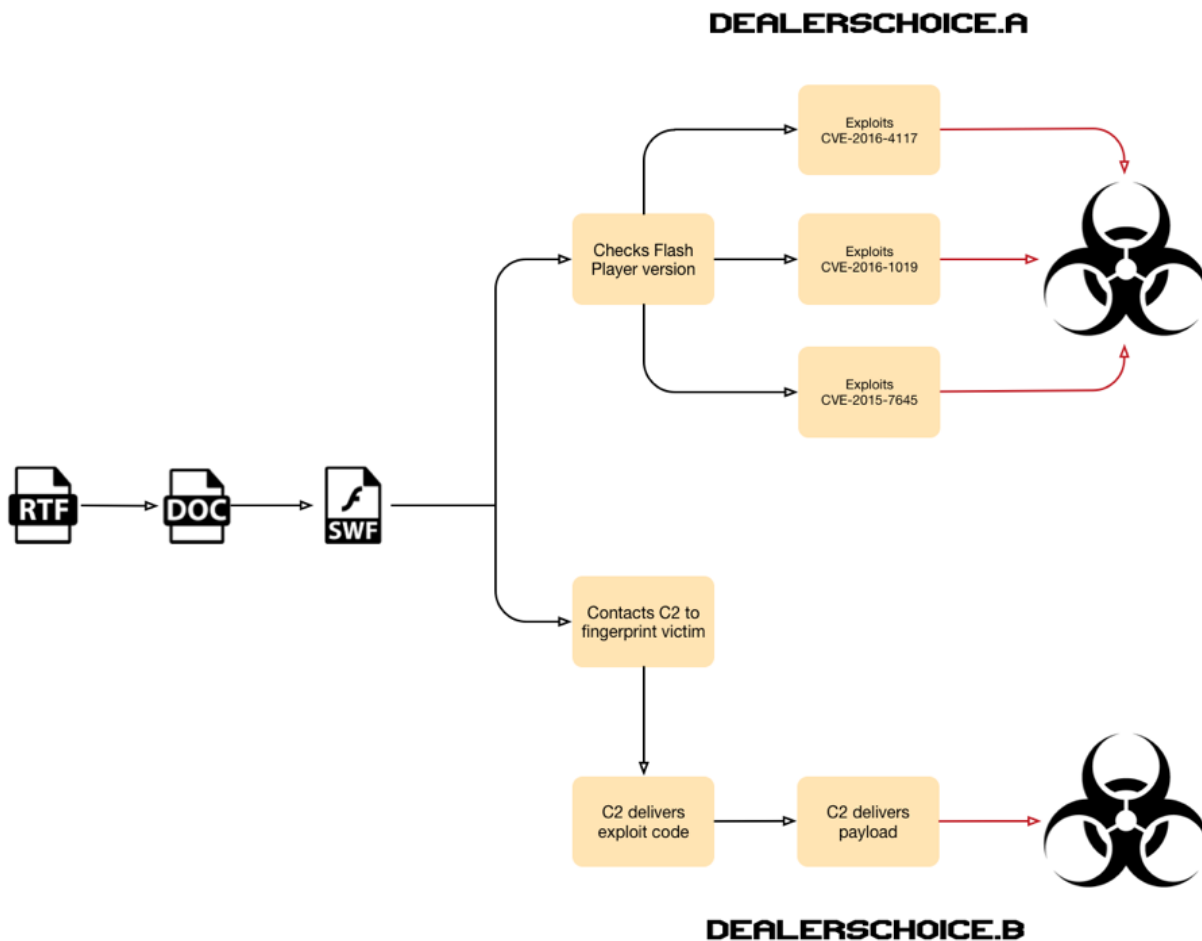 DEALERSCHOICE.A
Exploits
CVE-2016-4117
Checks Flash
Player version
Exploits
CVE-2016-1019
Exploits
CVE-2015-7645
RTF
DOC
SWF
Contacts C2 to
fingerprint victim
C2 delivers
exploit code
C2 delivers
payload
DEALERSCHOICE.B